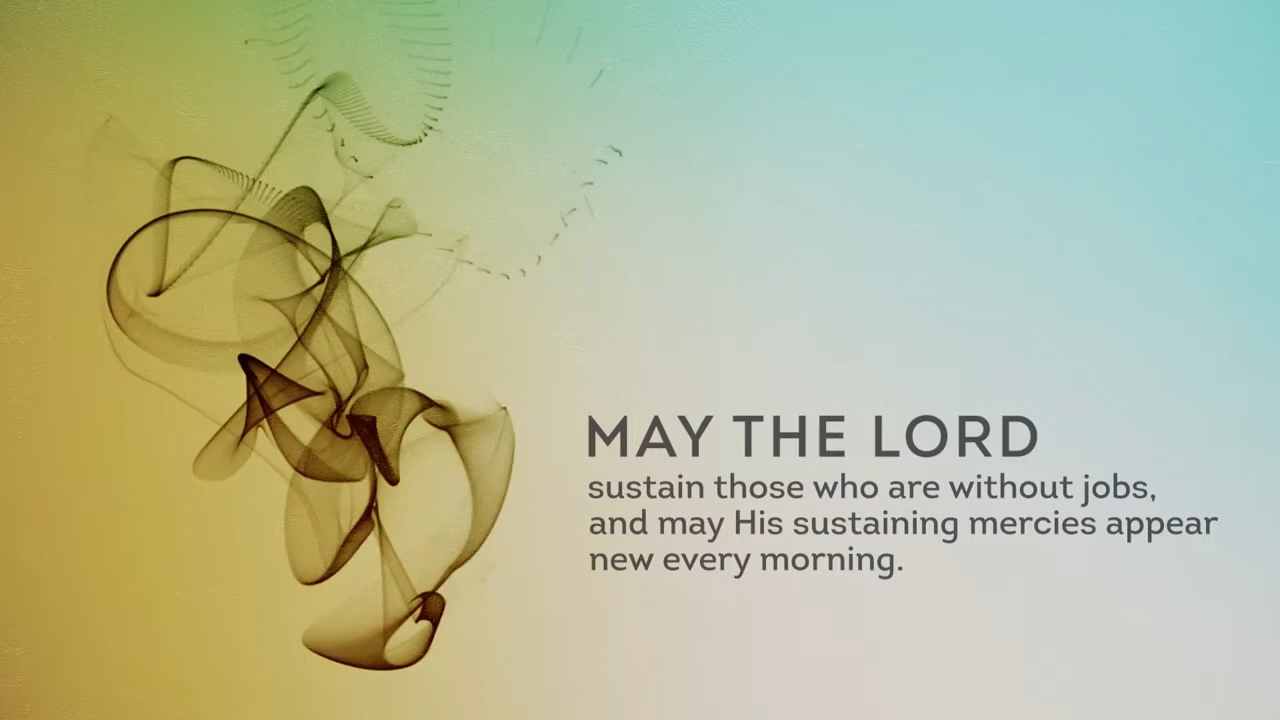 MAY THE LORD
sustain those who are without jobs,
and may His sustaining mercies appear
new every morning.